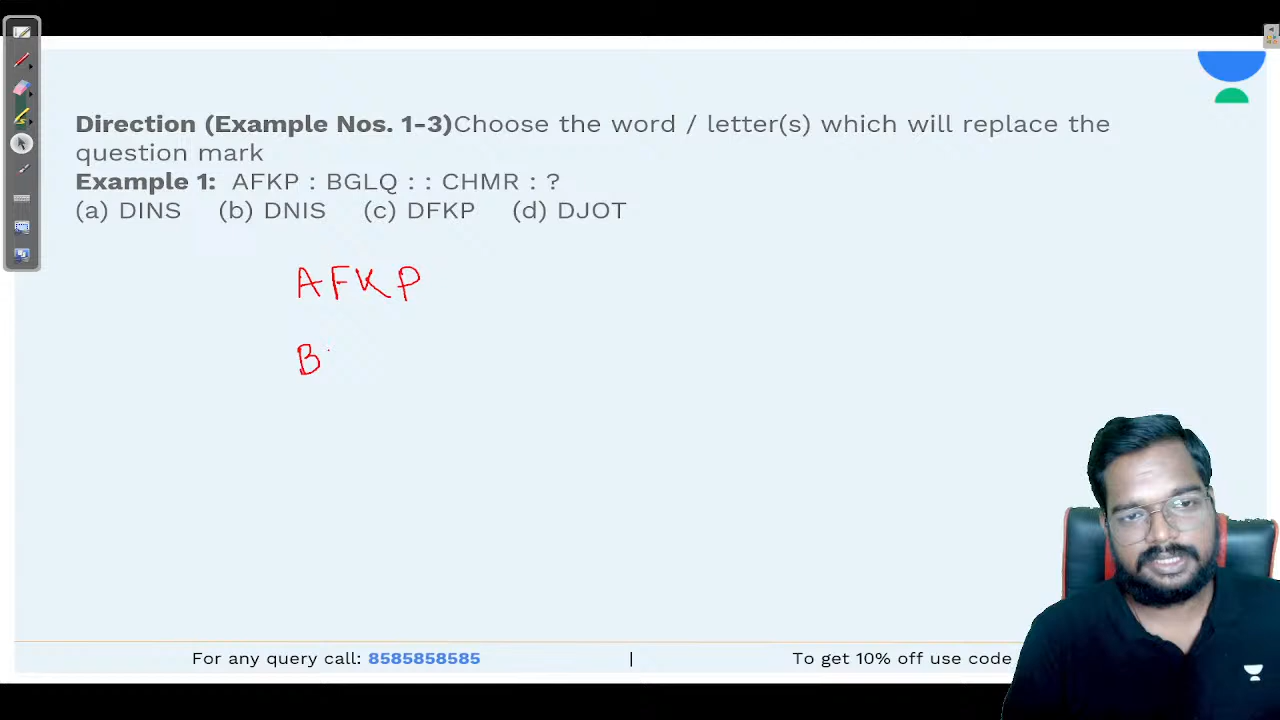 Direction (Example Nos. 1-3)Choose the word / letter(s) which will replace the
question mark
Example 1: AFKP : BGLQ : : CHMR : ?
(a) DINS (b) DNIS (c) DFKP (d) DJOT
AFKP
B
For any query call: 8585858585 | To get 10% off use code